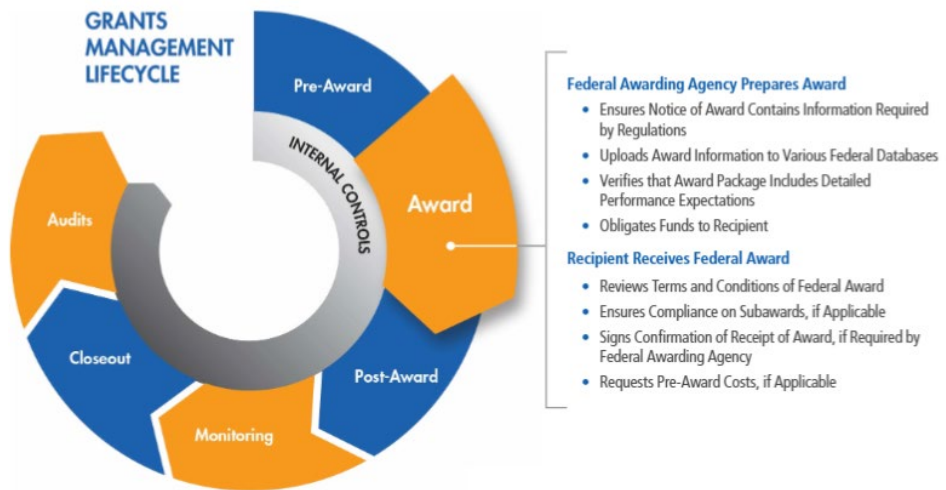 GRANTS
MANAGEMENT
LIFECYCLE
Pre-Award
INTERNAL CONTROLS
Award
Post-Award
Monitoring
Closeout
Audits
Federal Awarding Agency Prepares Award
• Ensures Notice of Award Contains Information Required
by Regulations
• Uploads Award Information to Various Federal Databases
• Verifies that Award Package Includes Detailed
Performance Expectations
• Obligates Funds to Recipient
Recipient Receives Federal Award
• Reviews Terms and Conditions of Federal Award
• Ensures Compliance on Subawards, if Applicable
• Signs Confirmation of Receipt of Award, if Required by
Federal Awarding Agency
• Requests Pre-Award Costs, if Applicable